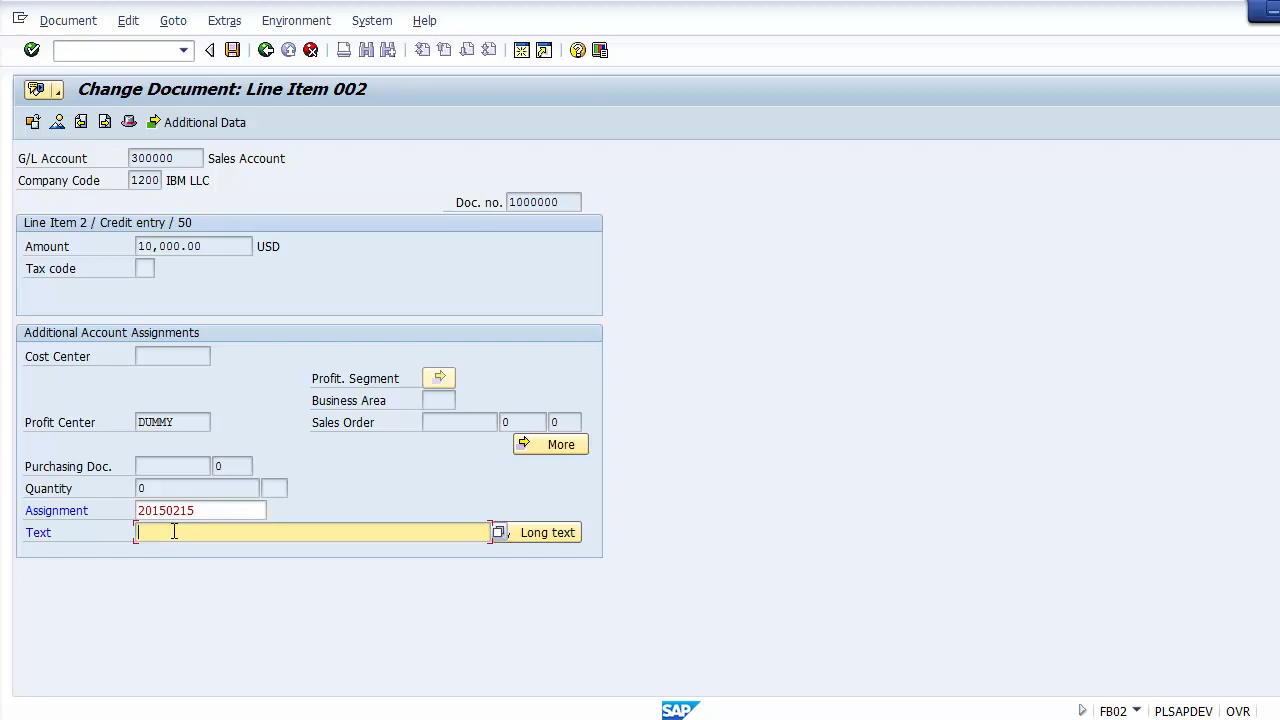 Document Edit Goto Extras Environment System Help
Change Document: Line Item 002
Additional Data
G/L Account 300000 Sales Account
Company Code 1200 IBM LLC
Doc. no. 1000000
Line Item 2 / Credit entry / 50
Amount 10,000.00 USD
Tax code
Additional Account Assignments
Cost Center
Profit. Segment
Business Area
Profit Center DUMMY Sales Order 0 0
More
Purchasing Doc. 0
Quantity 0
Assignment 20150215
Text Long text
SAP FB02 PLSAPDEV OVR